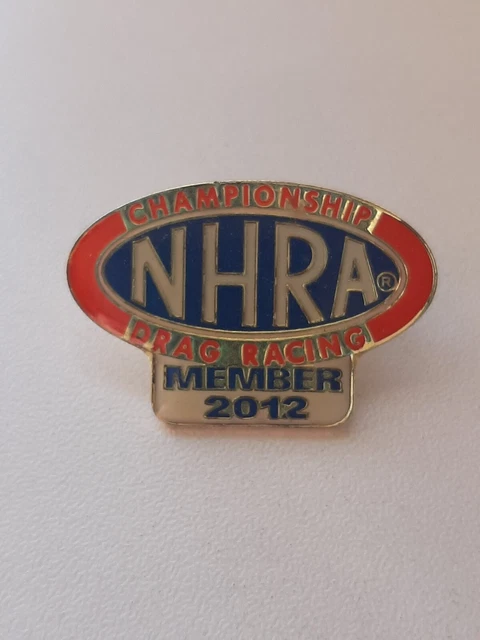 CHAMPIONSHIP
NHRA®
DRAG RACING
MEMBER
2012